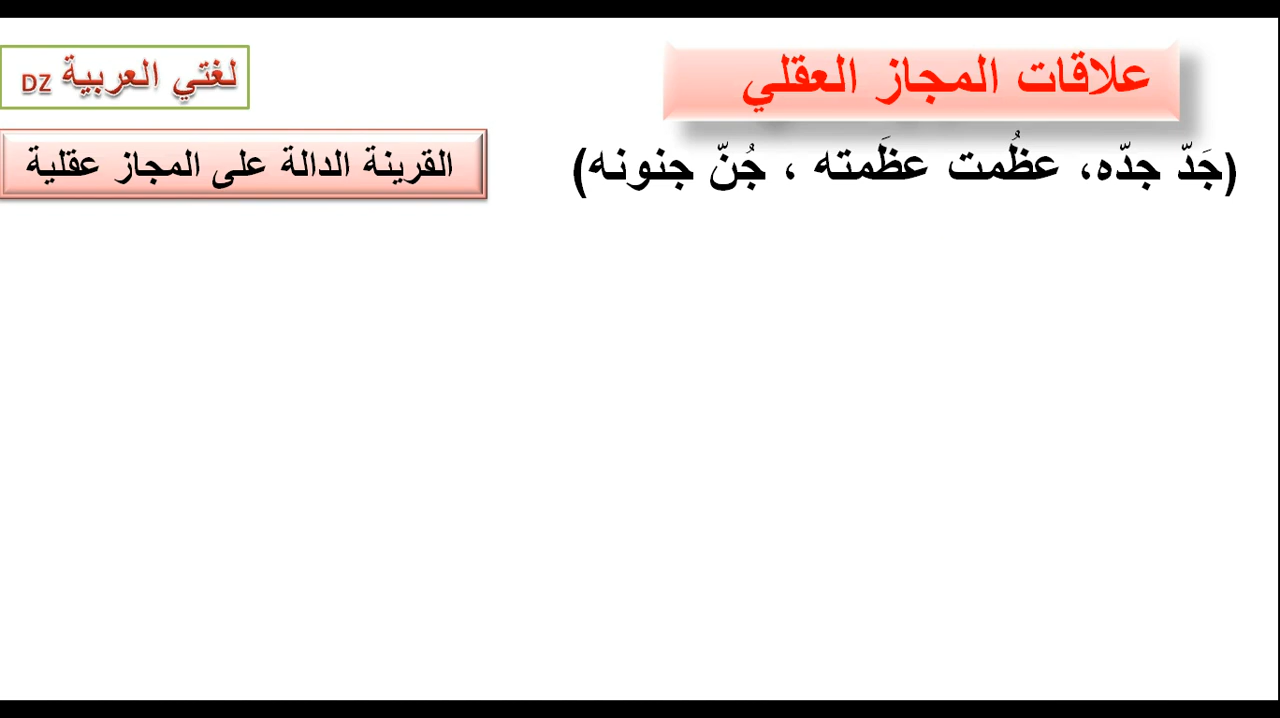 علاقات المجاز العقلي
لغتي العربية DZ
(جَدّ جدّه، عظُمت عظَمته ، جُنّ جنونه)
القرينة الدالة على المجاز عقلية